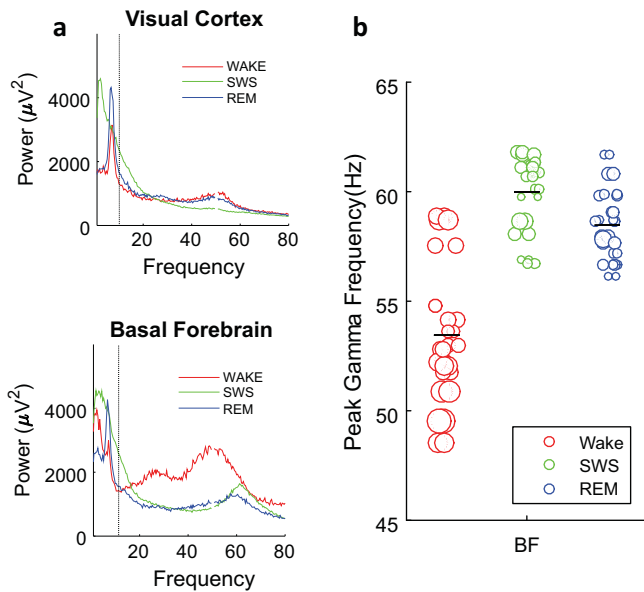 a
Visual Cortex
Power (μV²)
4000
2000
0
WAKE
SWS
REM
20
40
60
80
Frequency
Basal Forebrain
Power (μV²)
4000
2000
0
WAKE
SWS
REM
20
40
60
80
Frequency
b
Peak Gamma Frequency(Hz)
65
60
55
50
45
Wake
SWS
REM
BF